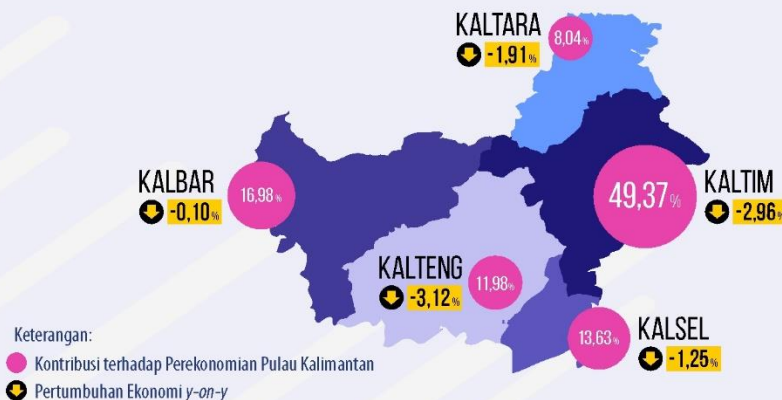 KALTARA
8,04%
-1,91%
KALBAR
-0,10%
16,98%
49,37%
KALTIM
-2,96%
KALTENG
-3,12%
11,98%
13,63%
KALSEL
-1,25%
Keterangan:
Kontribusi terhadap Perekonomian Pulau Kalimantan
Pertumbuhan Ekonomi y-on-y